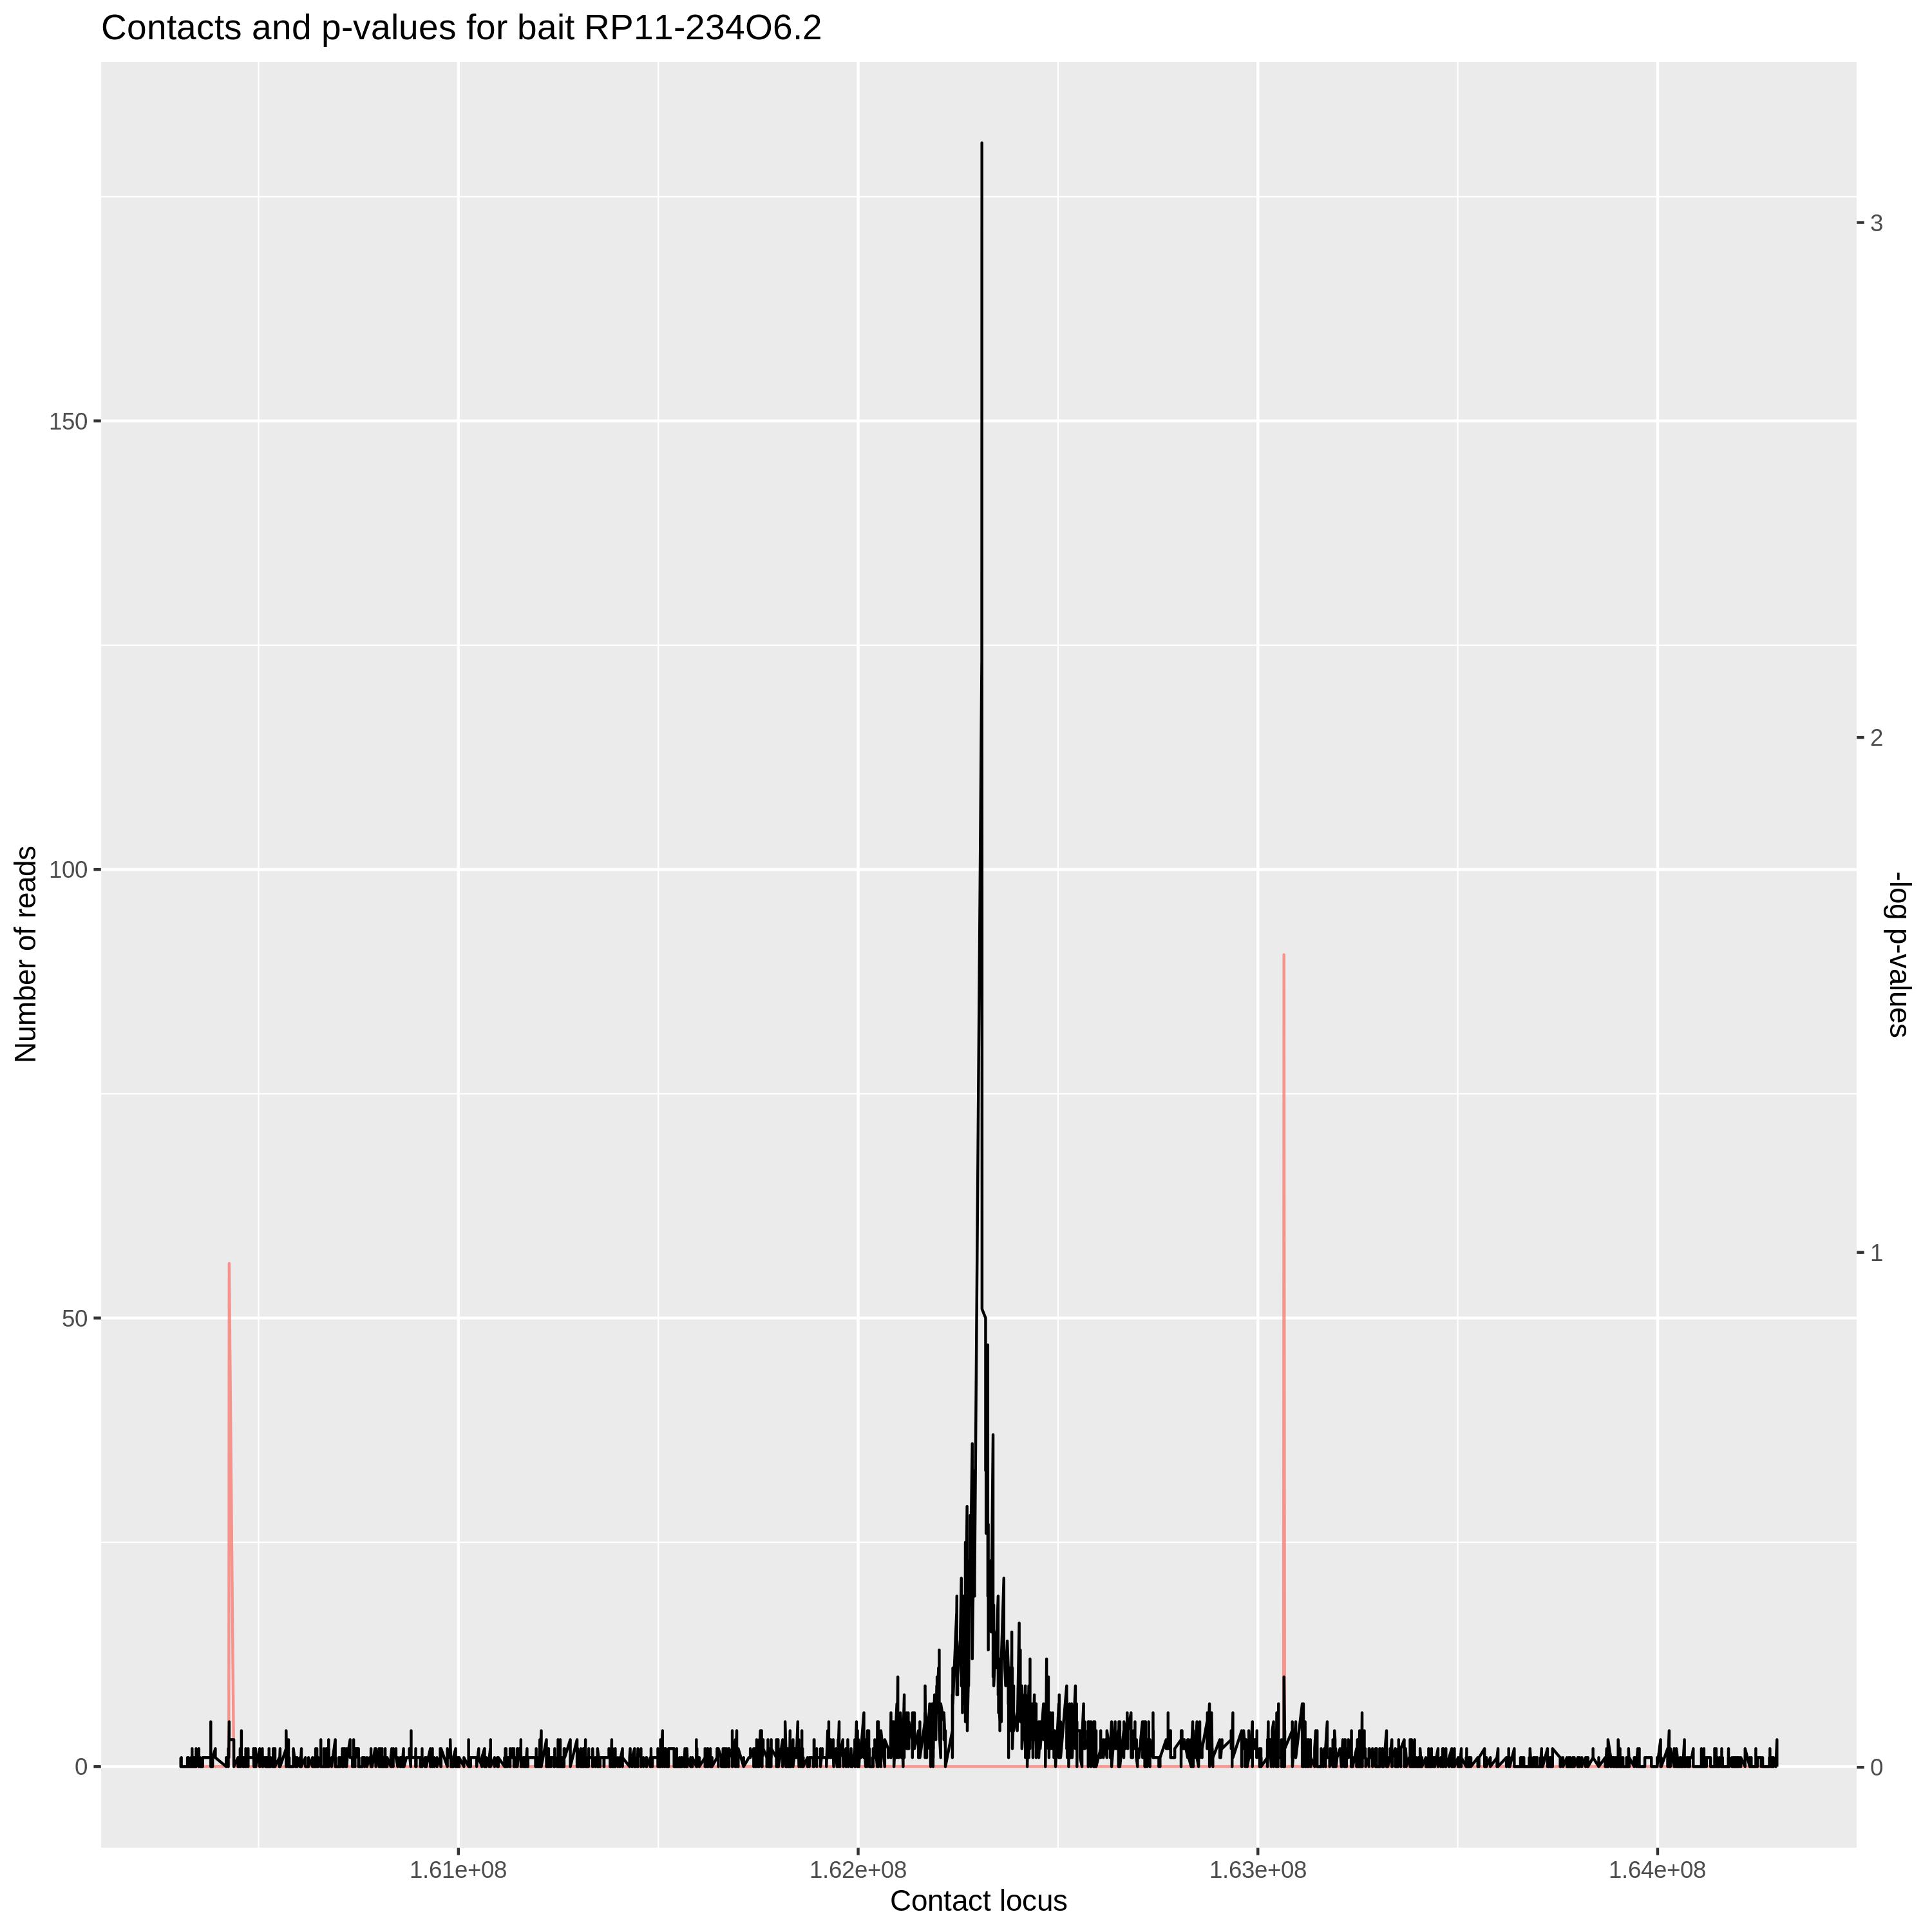 Contacts and p-values for bait RP11-234O6.2
Number of reads
150
100
50
0
3
2
1
0
-log p-values
1.61e+08
1.62e+08
1.63e+08
1.64e+08
Contact locus